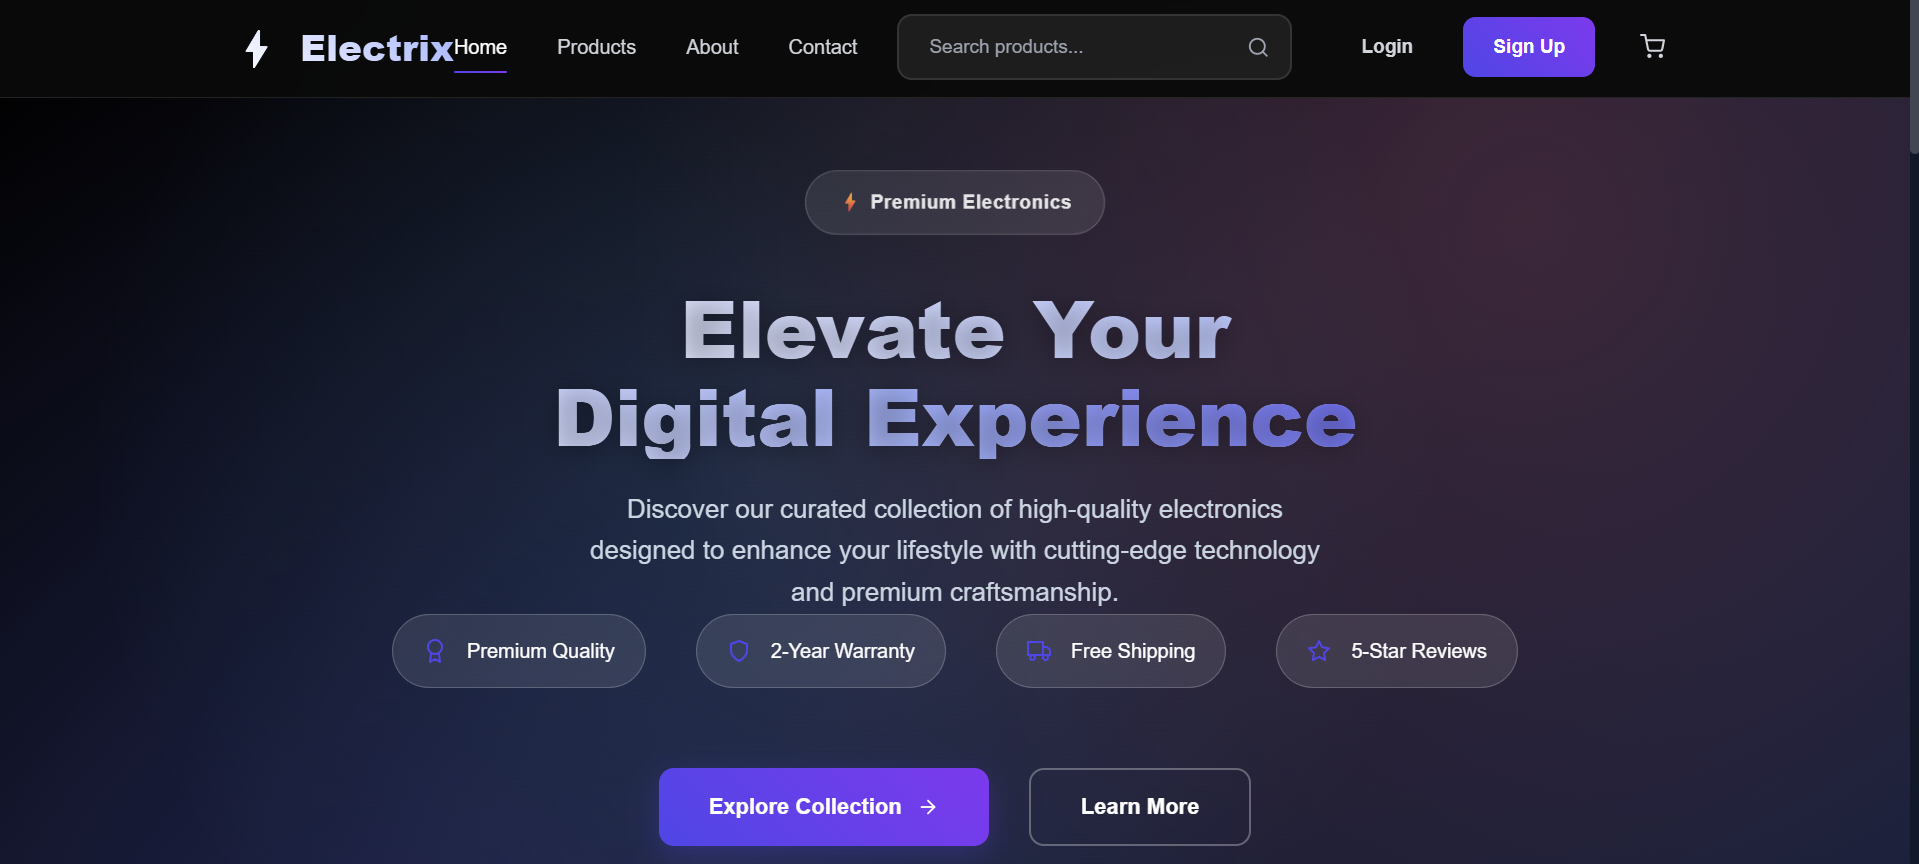 Electrix
Home
Products
About
Contact
Search products...
Login
Sign Up
Premium Electronics
Elevate Your
Digital Experience
Discover our curated collection of high-quality electronics
designed to enhance your lifestyle with cutting-edge technology
and premium craftsmanship.
Premium Quality
2-Year Warranty
Free Shipping
5-Star Reviews
Explore Collection
Learn More